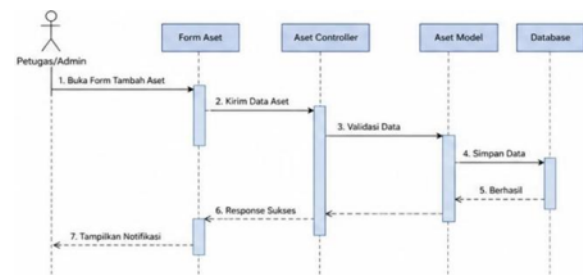 Petugas/Admin
Form Aset
Aset Controller
Aset Model
Database
1. Buka Form Tambah Aset
2. Kirim Data Aset
3. Validasi Data
4. Simpan Data
5. Berhasil
6. Response Sukses
7. Tampilkan Notifikasi